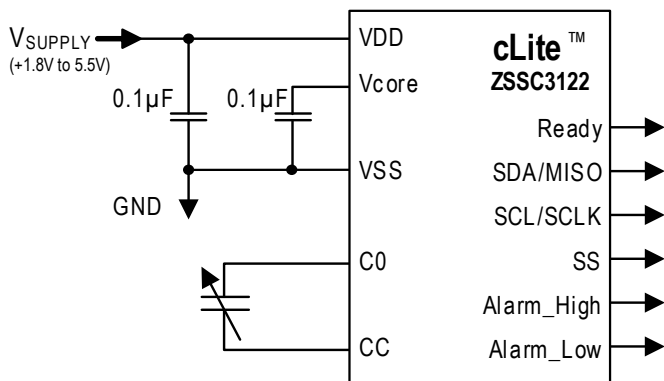 VSUPPLY
(+1.8V to 5.5V)
0.1µF
0.1µF
GND
VDD
Vcore
VSS
C0
CC
cLite™
ZSSC3122
Ready
SDA/MISO
SCL/SCLK
SS
Alarm_High
Alarm_Low